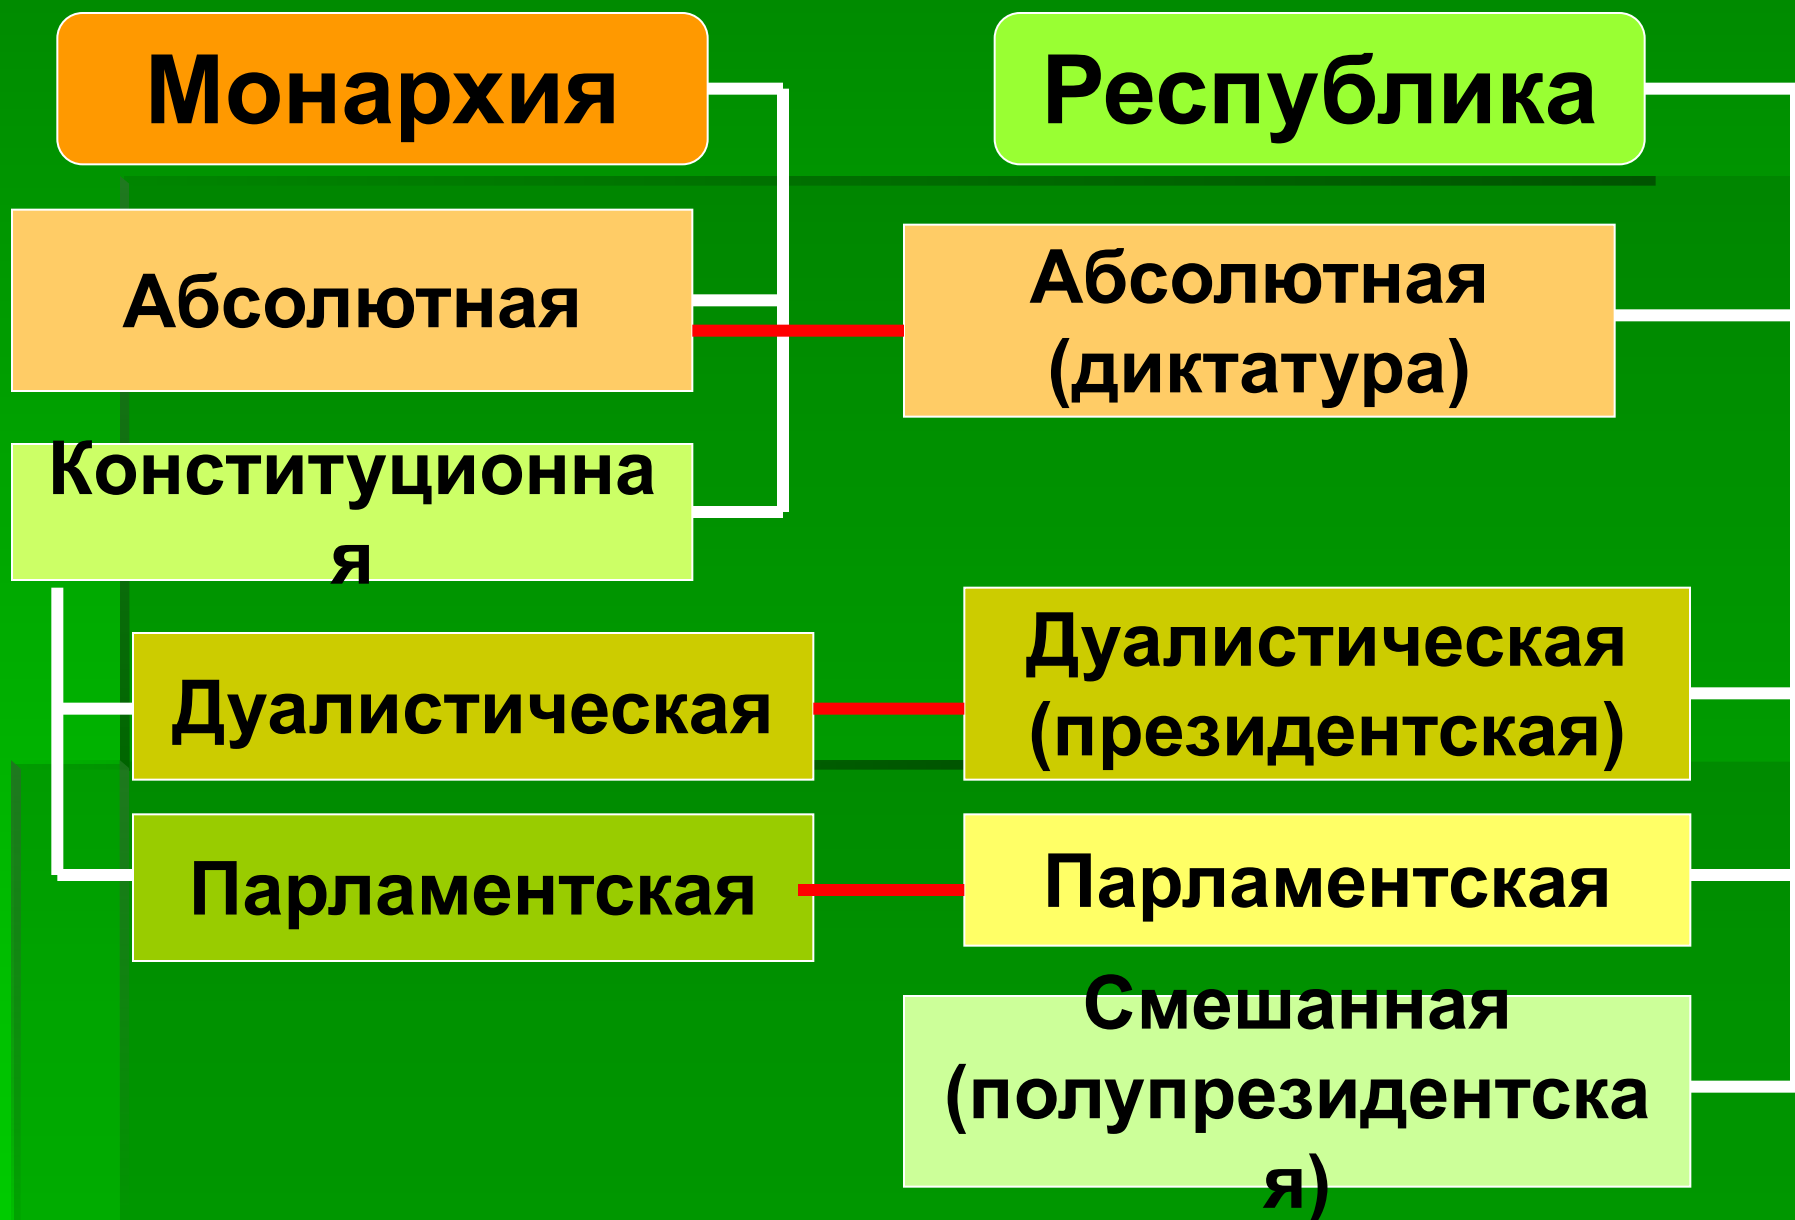 Монархия
Республика
Абсолютная
Абсолютная
(диктатура)
Конституционна
я
Дуалистическая
Дуалистическая
(президентская)
Парламентская
Парламентская
Смешанная
(полупрезидентска
я)